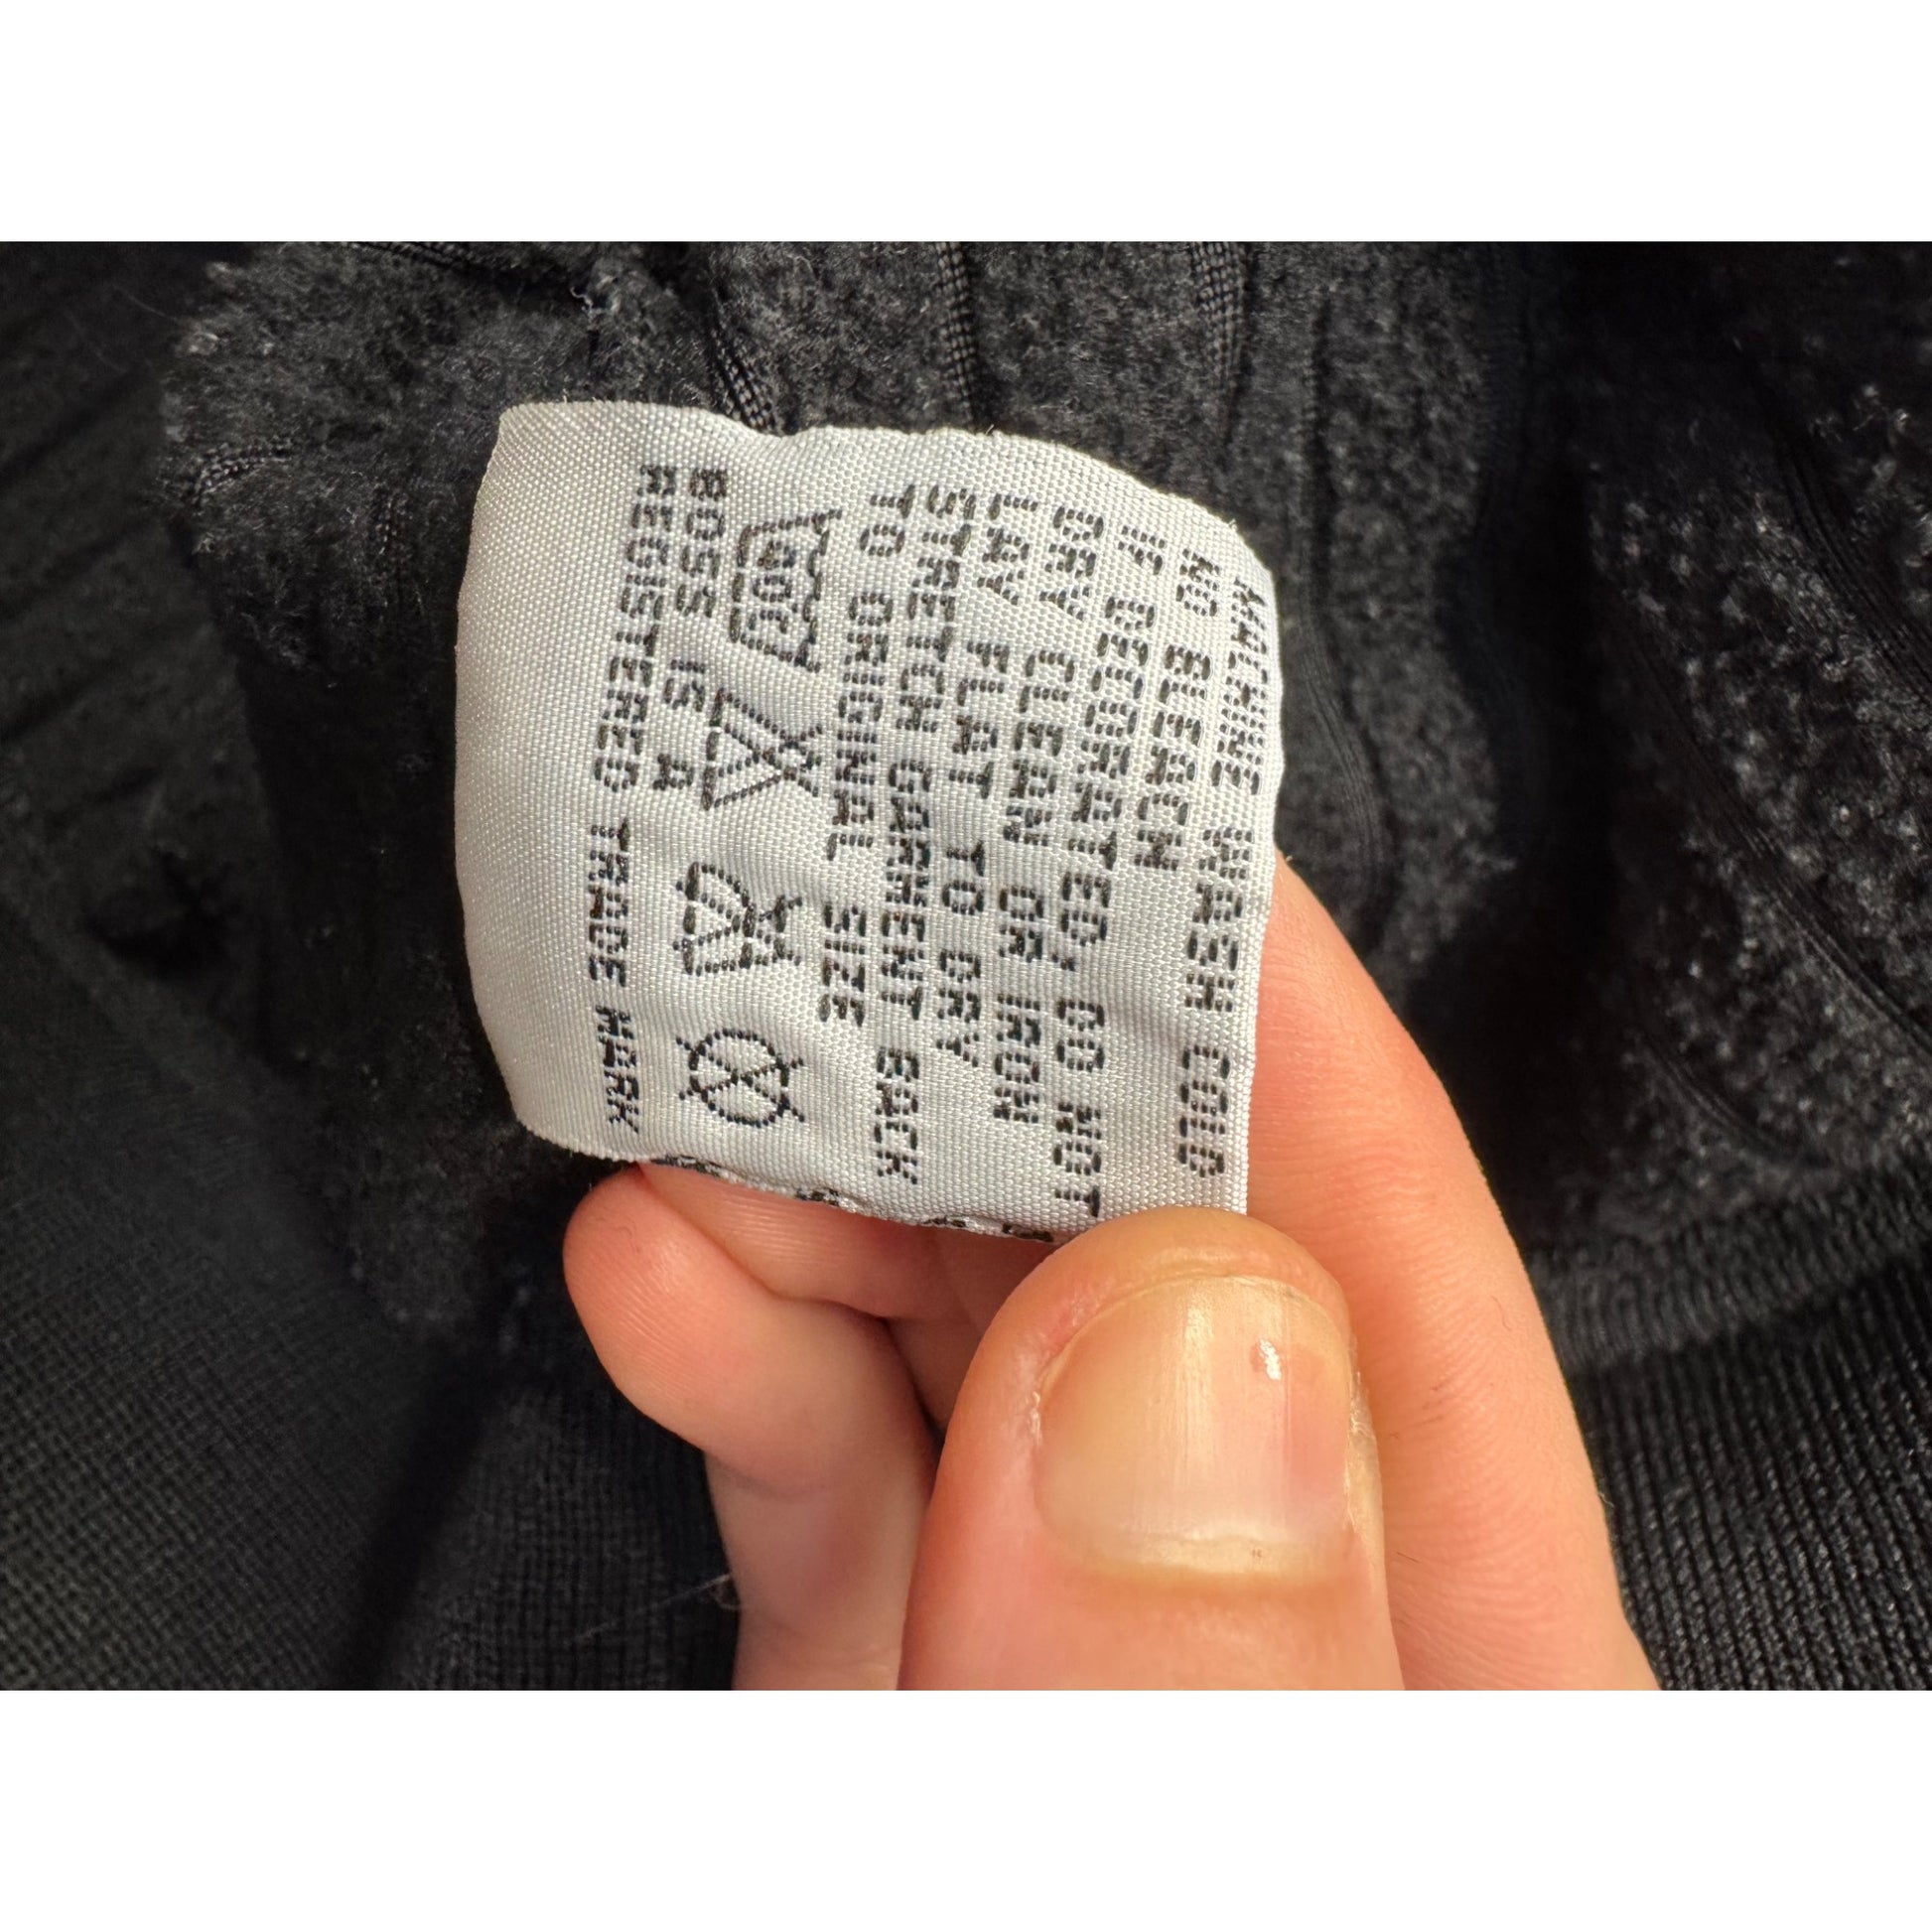 MACHINE WASH COLD
NO BLEACH
IF DECORATED, DO NOT
DRY CLEAN OR IRON
LAY FLAT TO DRY
STRETCH GARMENT BACK
TO ORIGINAL SIZE
BOSS IS A
REGISTERED TRADE MARK